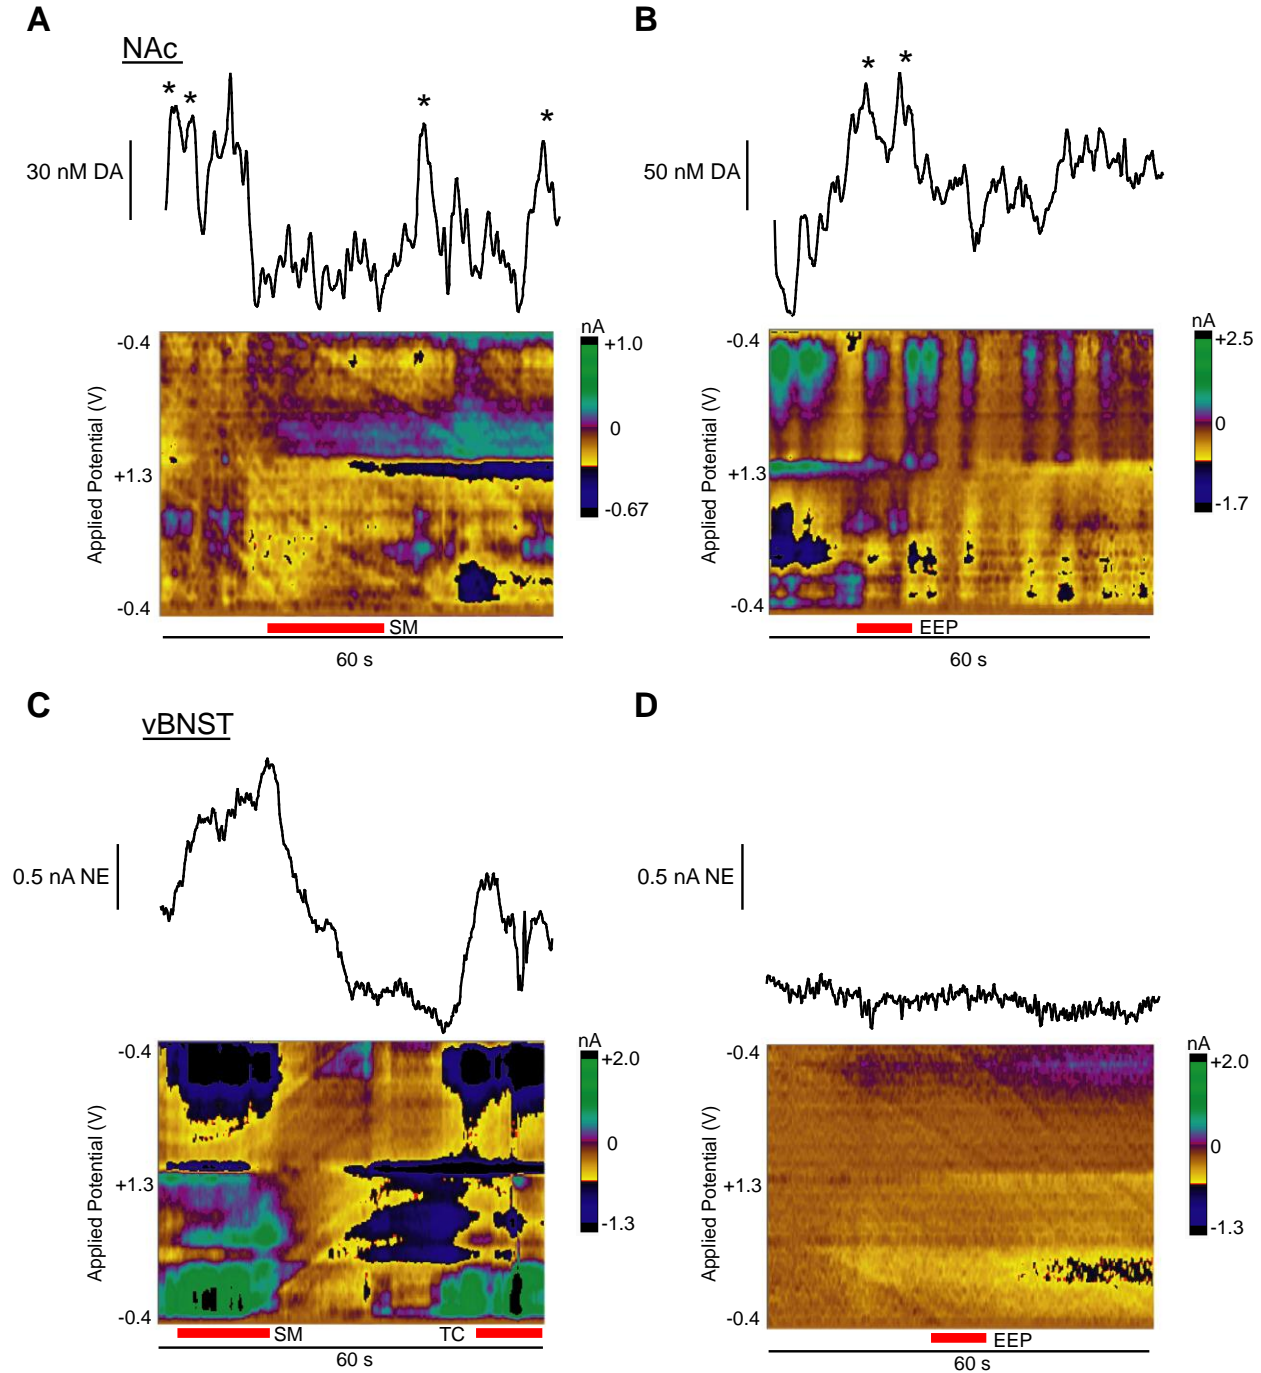 A
NAc
* * * *
30 nM DA
nA
-0.4
+1.0
Applied Potential (V)
0
+1.3
-0.67
-0.4
SM
60 s
B
* *
50 nM DA
nA
-0.4
+2.5
Applied Potential (V)
0
+1.3
-1.7
-0.4
EEP
60 s
C
vBNST
0.5 nA NE
nA
-0.4
+2.0
Applied Potential (V)
0
+1.3
-1.3
-0.4
SM TC
60 s
D
0.5 nA NE
nA
-0.4
+2.0
Applied Potential (V)
0
+1.3
-1.3
-0.4
EEP
60 s